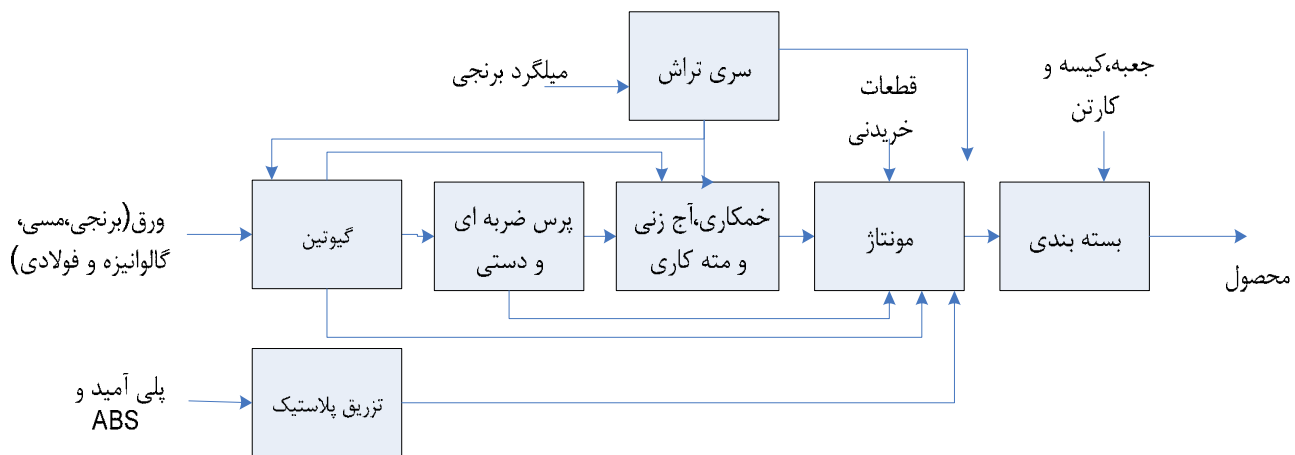 سری تراش
میلگرد برنجی
قطعات
خریدنی
جعبه،کیسه و
کارتن
ورق(برنجی،مسی،
گالوانیزه و فولادی)
گیوتین
پرس ضربه ای
و دستی
خمکاری،آج زنی
و مته کاری
مونتاژ
بسته بندی
محصول
پلی آمید و
ABS
تزریق پلاستیک